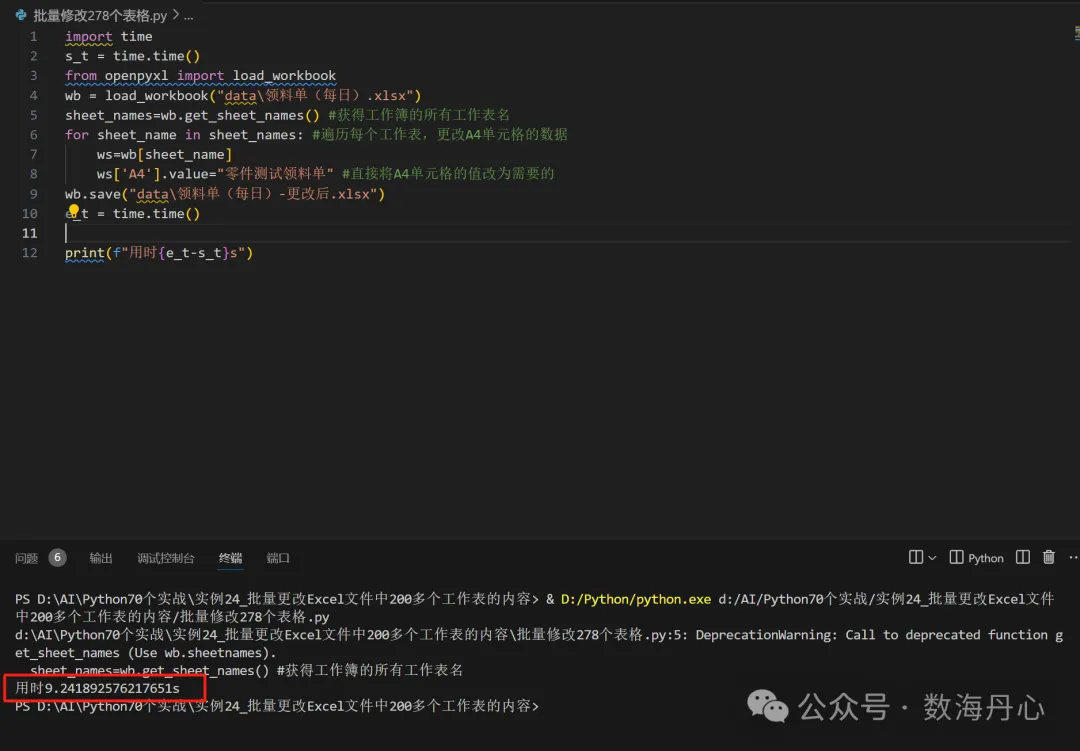 批量修改278个表格.py > ...
1 import time
2 s_t = time.time()
3 from openpyxl import load_workbook
4 wb = load_workbook("data\领料单（每日）.xlsx")
5 sheet_names=wb.get_sheet_names() #获得工作簿的所有工作表名
6 for sheet_name in sheet_names: #遍历每个工作表，更改A4单元格的数据
7 ws=wb[sheet_name]
8 ws['A4'].value="零件测试领料单" #直接将A4单元格的值改为需要的
9 wb.save("data\领料单（每日）-更改后.xlsx")
10 e_t = time.time()
11
12 print(f"用时{e_t-s_t}s")
问题 6 输出 调试控制台 终端 端口 Python
PS D:\AI\Python70个实战\实例24_批量更改Excel文件中200多个工作表的内容> & D:/Python/python.exe d:/AI/Python70个实战/实例24_批量更改Excel文件
中200多个工作表的内容/批量修改278个表格.py
d:\AI\Python70个实战\实例24_批量更改Excel文件中200多个工作表的内容\批量修改278个表格.py:5: DeprecationWarning: Call to deprecated function g
et_sheet_names (Use wb.sheetnames).
sheet_names=wb.get_sheet_names() #获得工作簿的所有工作表名
用时9.241892576217651s
PS D:\AI\Python70个实战\实例24_批量更改Excel文件中200多个工作表的内容>
公众号 · 数海丹心